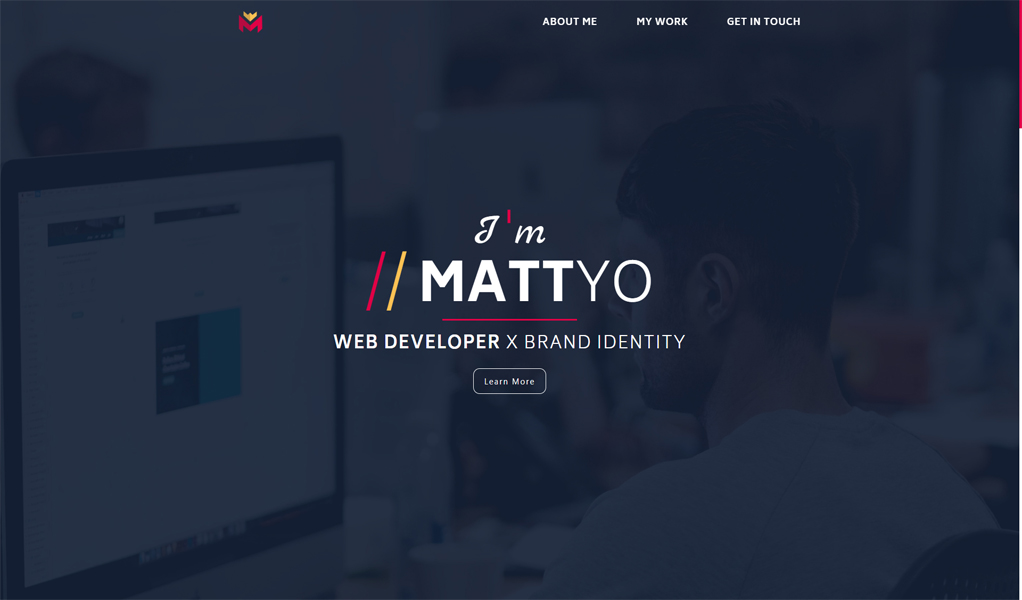 ABOUT ME MY WORK GET IN TOUCH
I'm
// MATTYO
WEB DEVELOPER X BRAND IDENTITY
Learn More